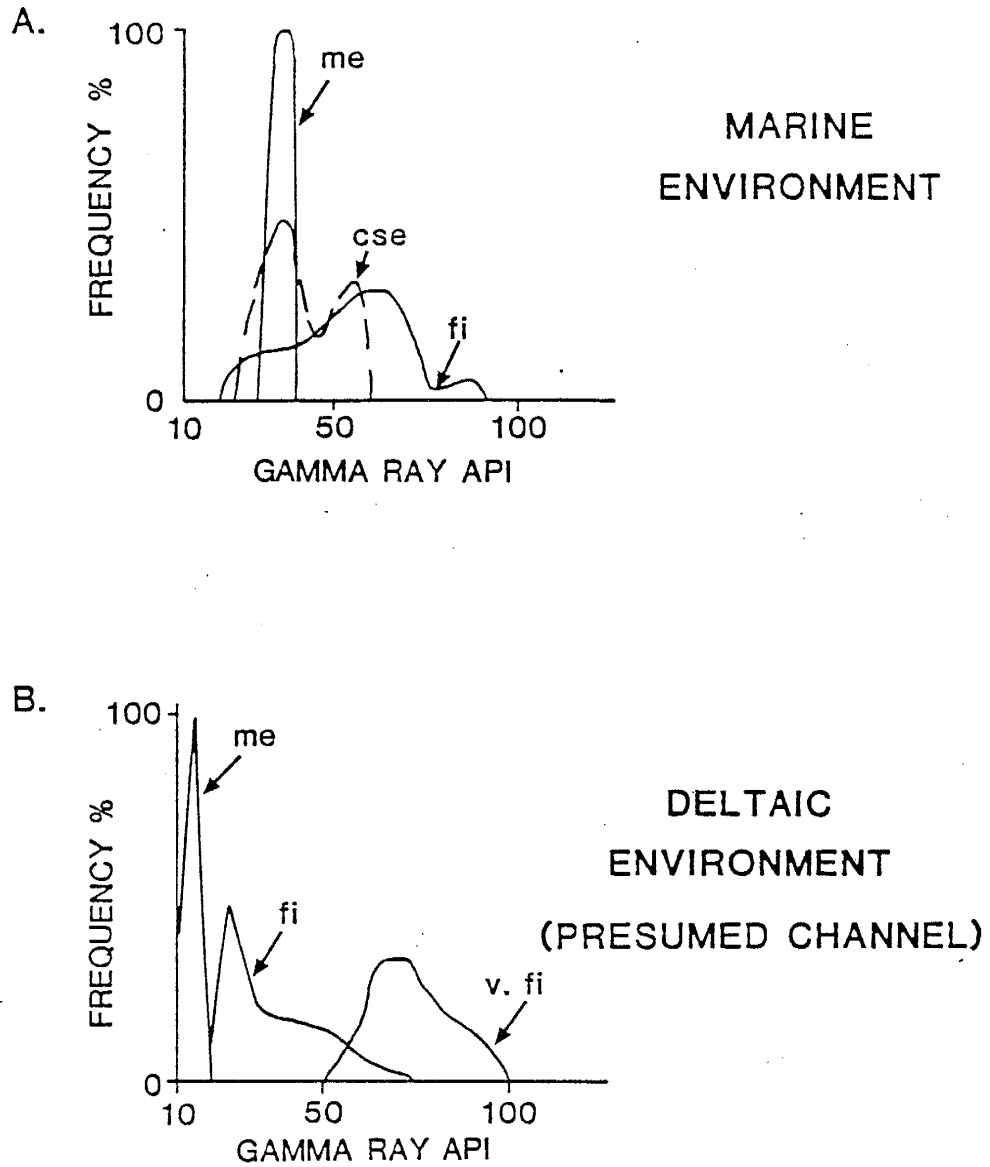 A.
100
me
FREQUENCY %
cse
fi
0
10 50 100
GAMMA RAY API
MARINE
ENVIRONMENT
B.
100
me
FREQUENCY %
fi
v. fi
0
10 50 100
GAMMA RAY API
DELTAIC
ENVIRONMENT
(PRESUMED CHANNEL)